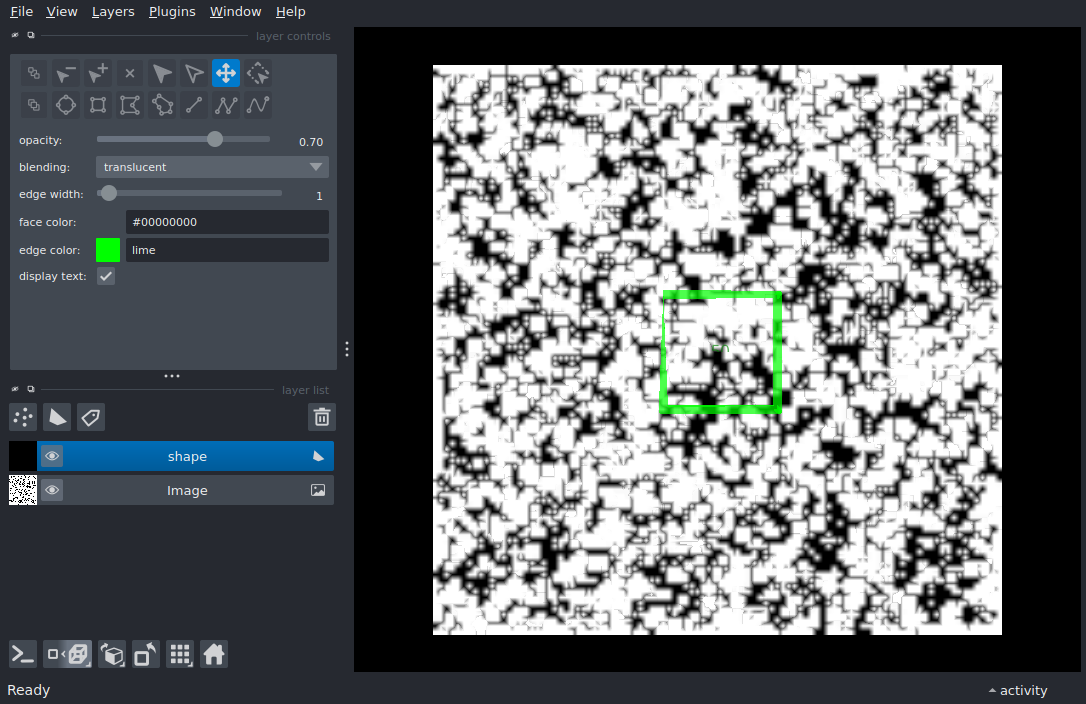 File View Layers Plugins Window Help
layer controls
opacity: 0.70
blending: translucent
edge width: 1
face color: #00000000
edge color: lime
display text:
layer list
shape
Image
Ready
activity